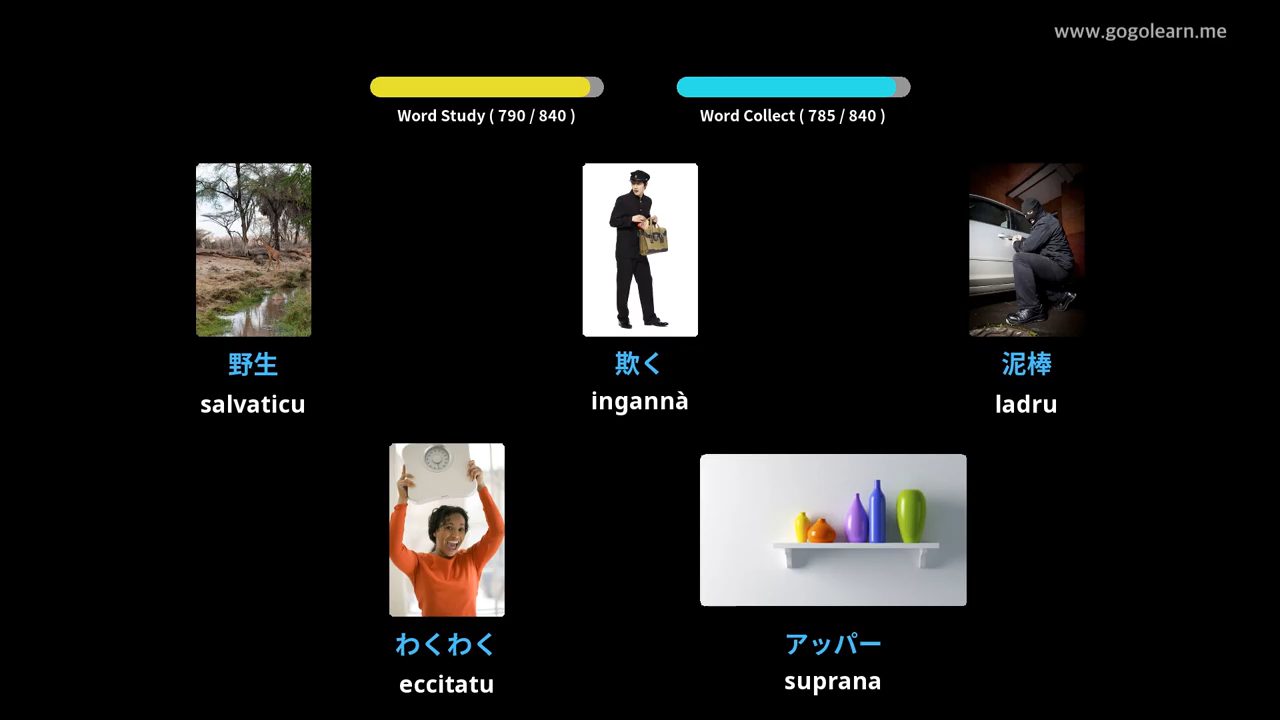 www.gogolearn.me
Word Study ( 790 / 840 )
Word Collect ( 785 / 840 )
野生
salvaticu
欺く
ingannà
泥棒
ladru
わくわく
eccitatu
アッパー
suprana